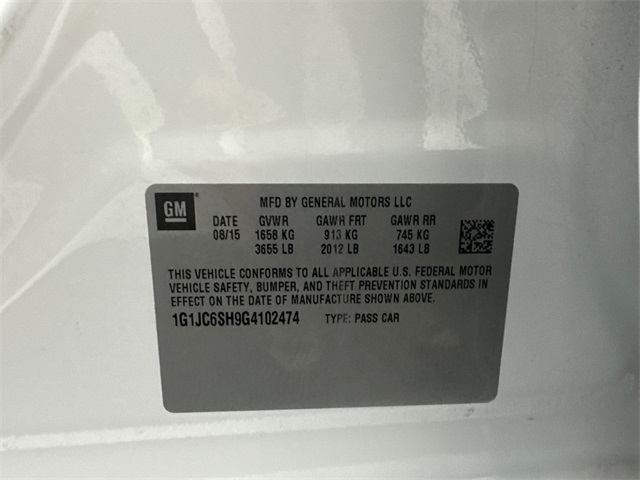 GM® MFD BY GENERAL MOTORS LLC
DATE GVWR GAWR FRT GAWR RR
08/15 1658 KG 913 KG 745 KG
3655 LB 2012 LB 1643 LB
THIS VEHICLE CONFORMS TO ALL APPLICABLE U.S. FEDERAL MOTOR
VEHICLE SAFETY, BUMPER, AND THEFT PREVENTION STANDARDS IN
EFFECT ON THE DATE OF MANUFACTURE SHOWN ABOVE.
1G1JC6SH9G4102474 TYPE: PASS CAR